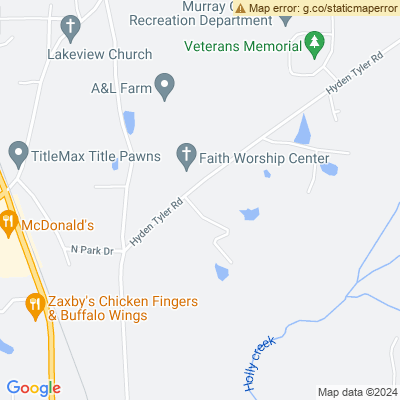 Murray C
Recreation Department
Map error: g.co/staticmaperror
Lakeview Church
Veterans Memorial
A&L Farm
Hyden Tyler Rd
TitleMax Title Pawns
Faith Worship Center
McDonald's
Hyden Tyler Rd
N Park Dr
Zaxby's Chicken Fingers
& Buffalo Wings
Holly creek
Google
Map data ©2024